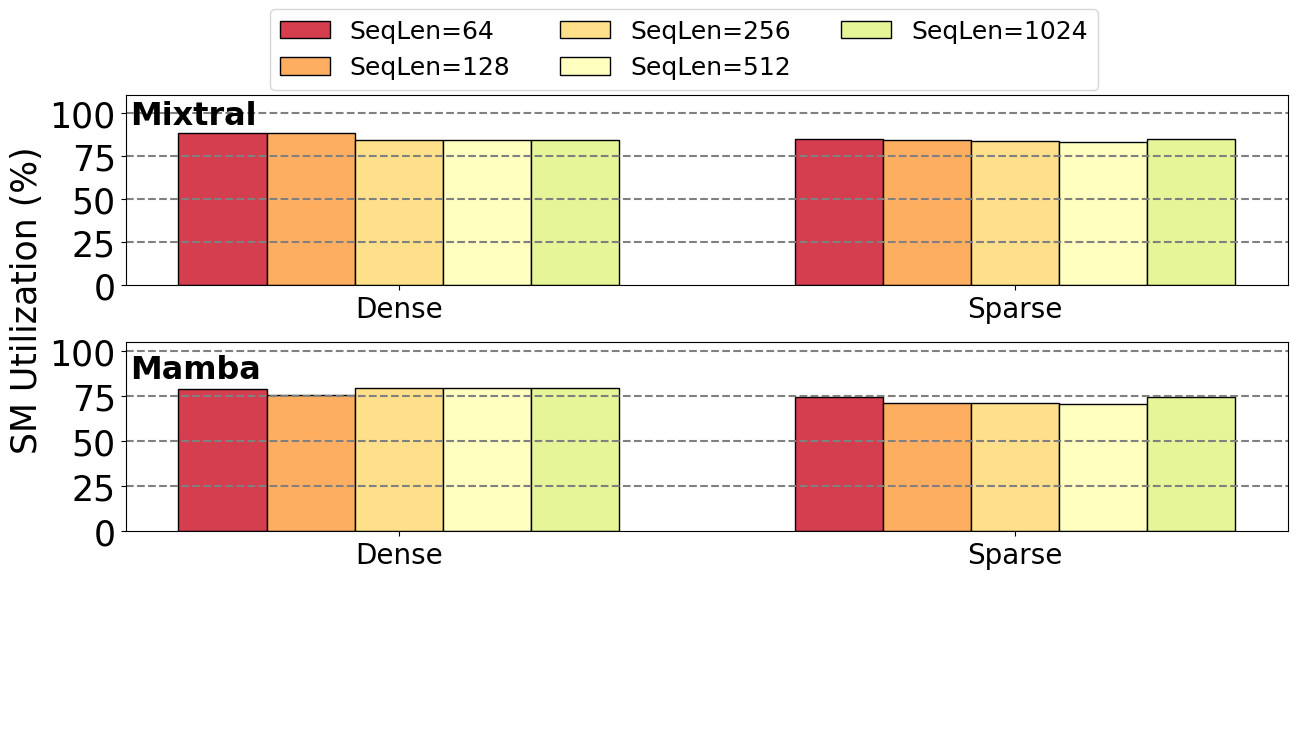 SeqLen=64 SeqLen=256 SeqLen=1024
SeqLen=128 SeqLen=512
SM Utilization (%)
Mixtral
100
75
50
25
0
Dense Sparse
Mamba
100
75
50
25
0
Dense Sparse